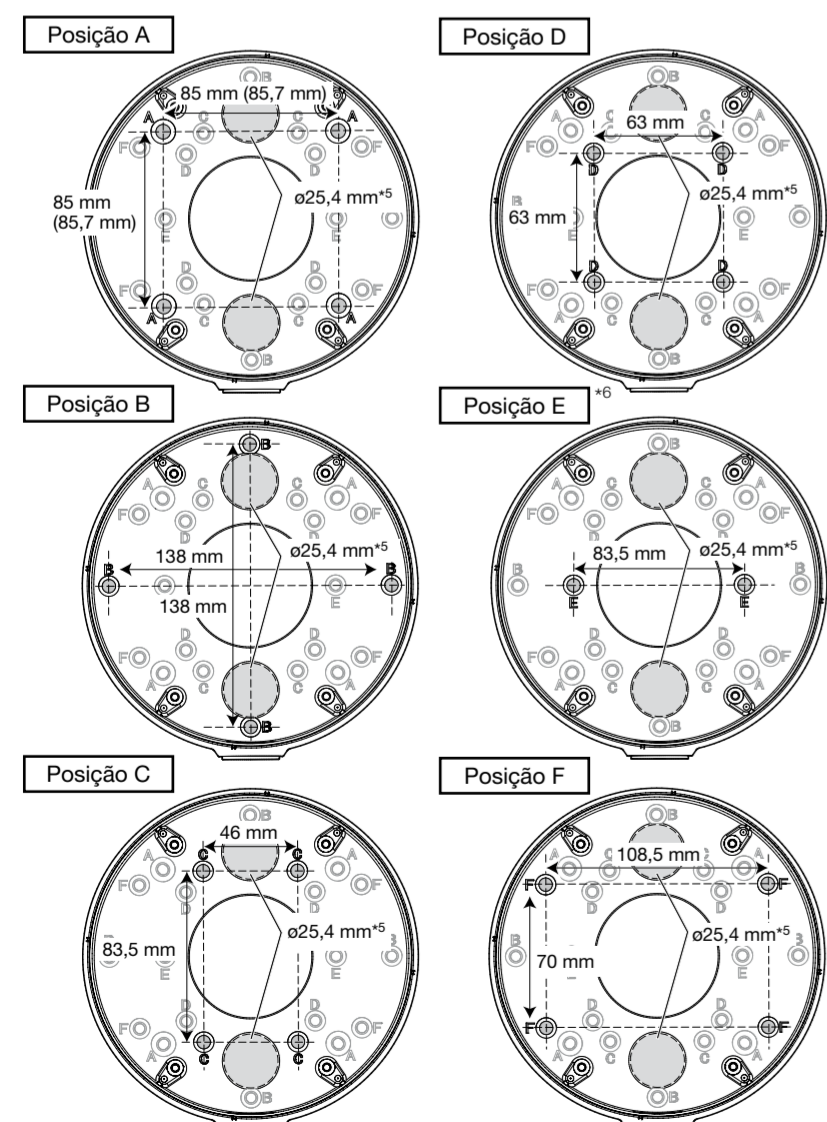 Posição A
B
85 mm (85,7 mm)
A C C A
F D D F
85 mm
(85,7 mm)
ø25,4 mm*5
E E
D D
F F
A C C A
B
Posição D
B
A C C A
63 mm
F F
D D
B
63 mm
ø25,4 mm*5
E E
D D
F F
A C C A
B
Posição B
B
A C C A
F D D F
138 mm
ø25,4 mm*5
B B
138 mm
E
D D
F F
A C C A
B
Posição E *6
B
A C C A
F D D F
83,5 mm
ø25,4 mm*5
B B
E E
D D
F F
A C C A
B
Posição C
B
46 mm
A C C A
F D D F
83,5 mm
ø25,4 mm*5
E E
D D
F F
A C C A
B
Posição F
B
A C A
108,5 mm
F F
D D
70 mm
ø25,4 mm*5
B B
E E
F F
D D
A C C A
B